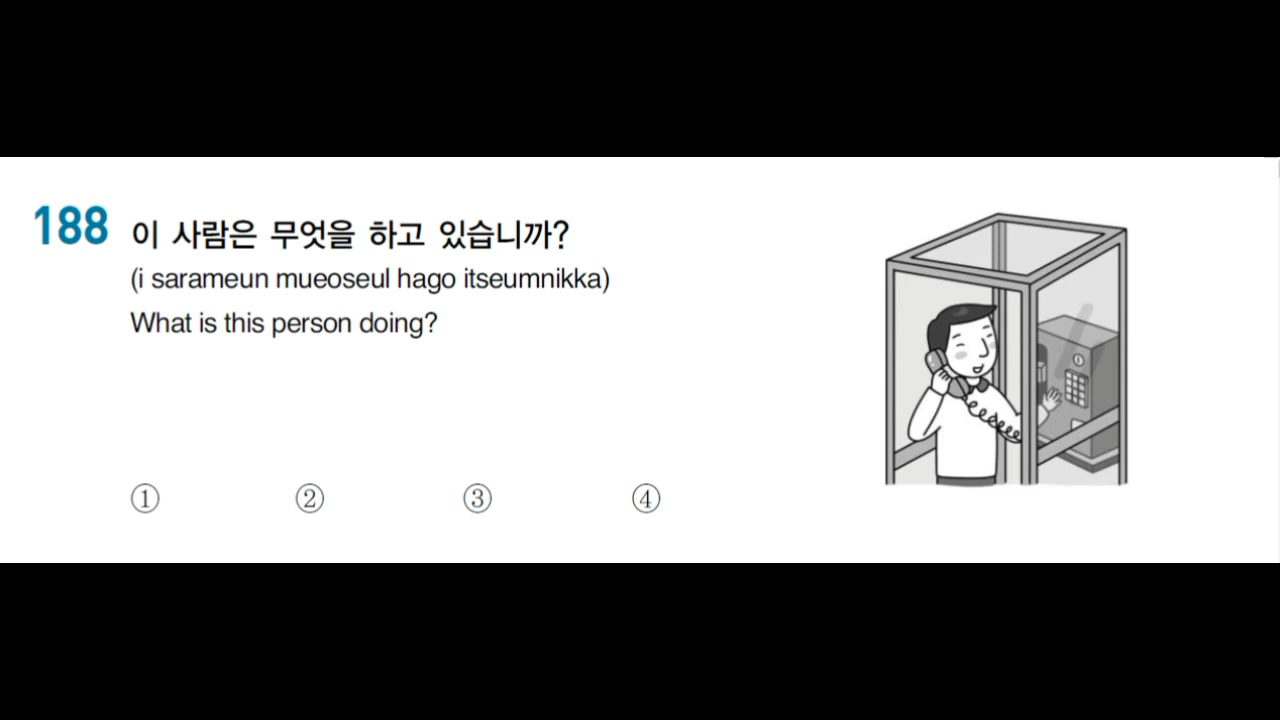 188 이 사람은 무엇을 하고 있습니까?
(i sarameun mueoseul hago itseumnikka)
What is this person doing?
① ② ③ ④